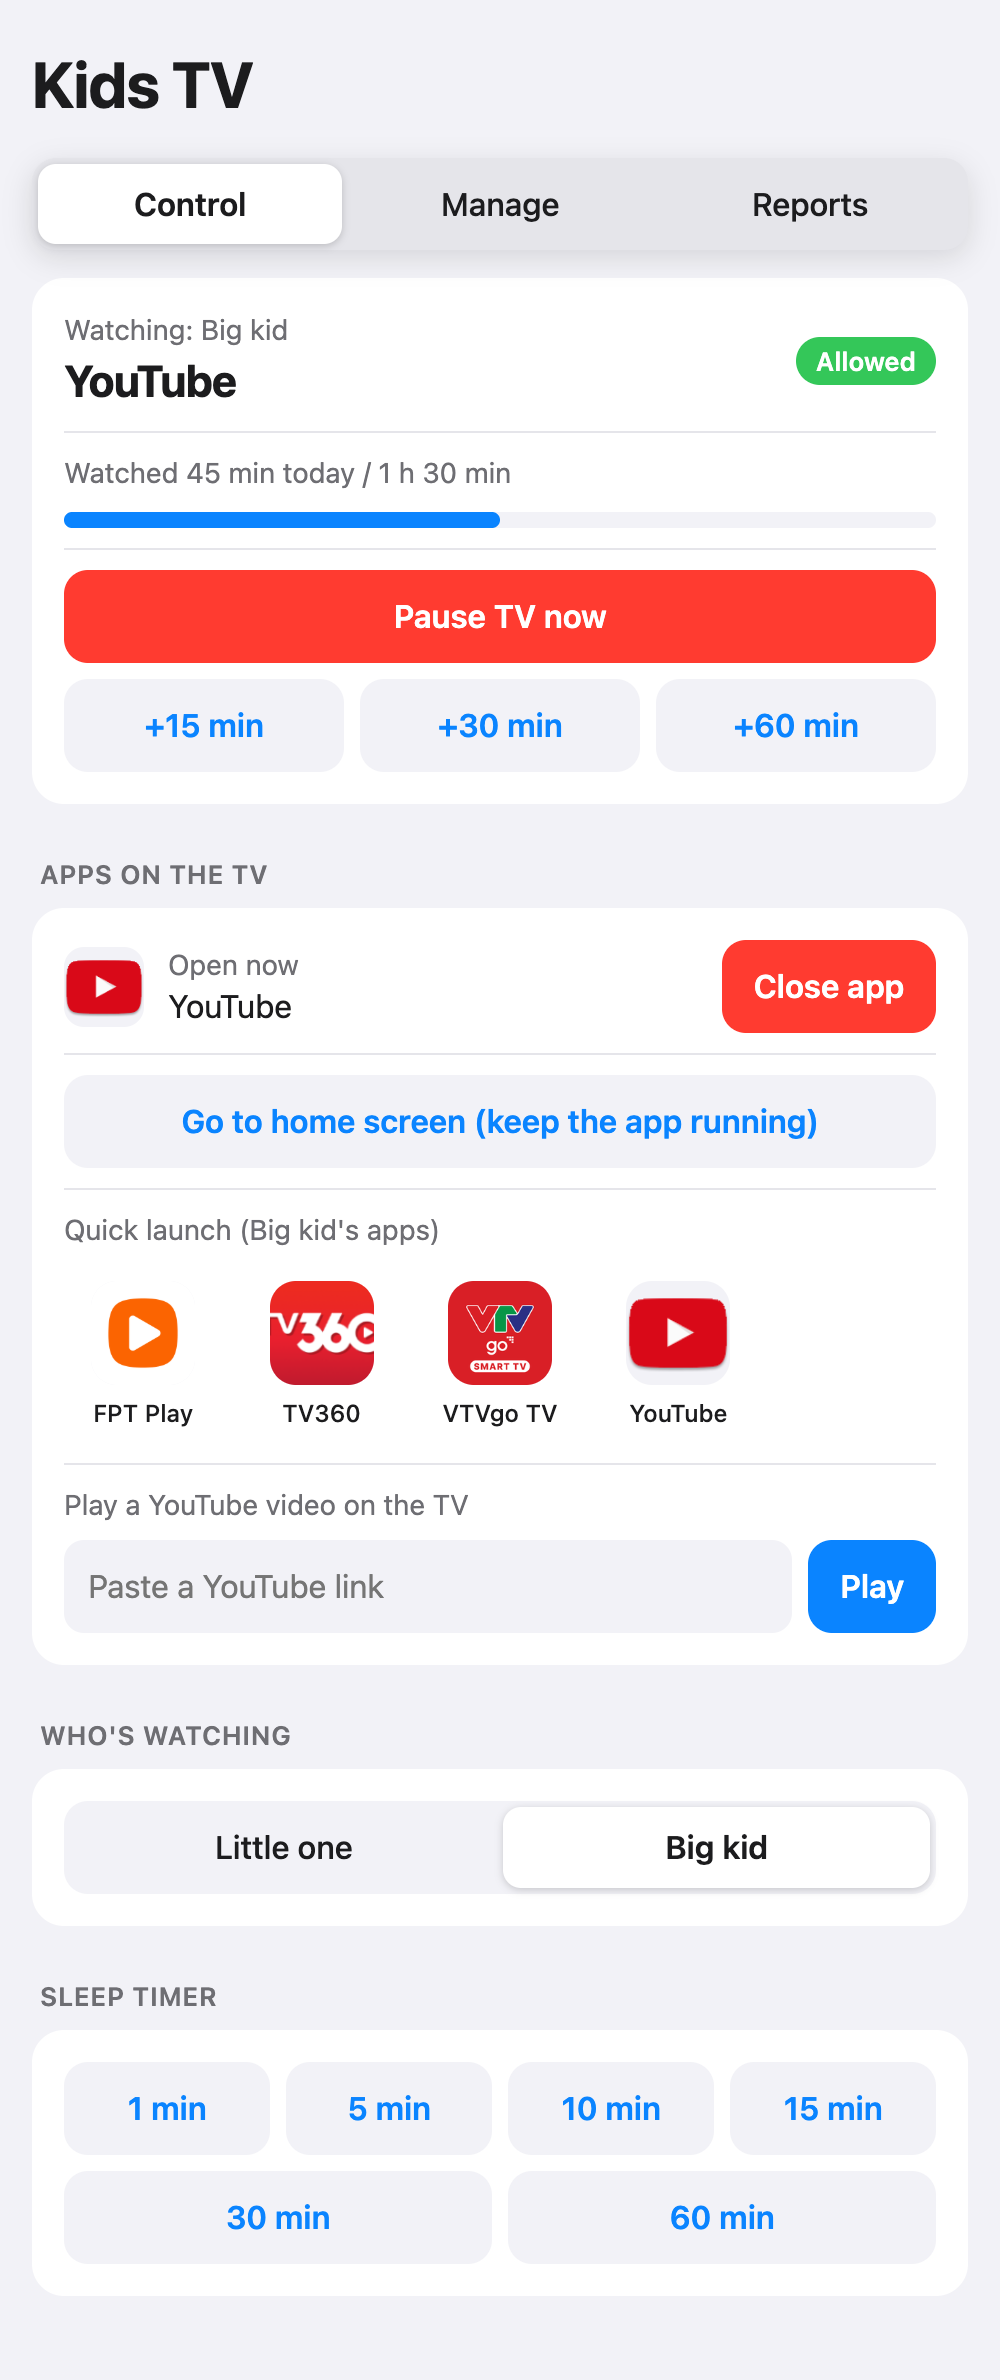 Kids TV
Control
Manage
Reports
Watching: Big kid
YouTube
Allowed
Watched 45 min today / 1 h 30 min
Pause TV now
+15 min
+30 min
+60 min
APPS ON THE TV
Open now
YouTube
Close app
Go to home screen (keep the app running)
Quick launch (Big kid's apps)
TV360
VTV
go
SMART TV
FPT Play
TV360
VTVgo TV
YouTube
Play a YouTube video on the TV
Paste a YouTube link
Play
WHO'S WATCHING
Little one
Big kid
SLEEP TIMER
1 min
5 min
10 min
15 min
30 min
60 min